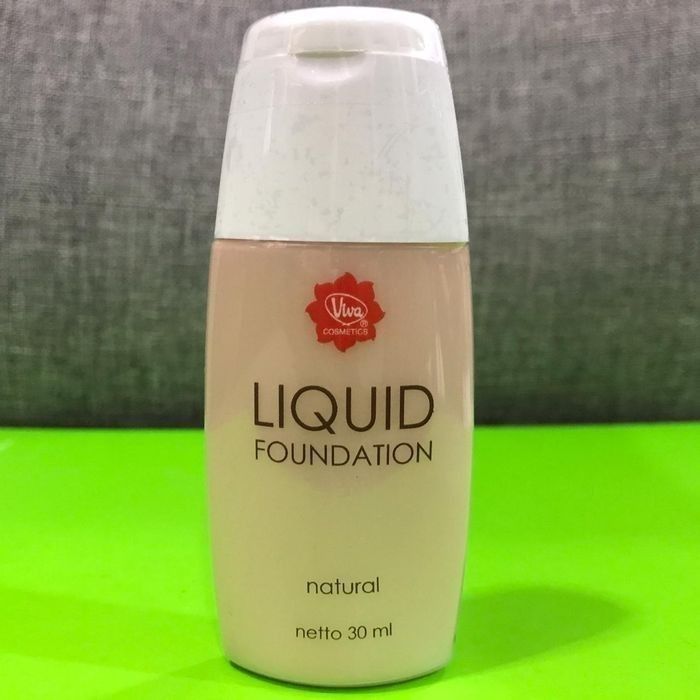 Viva®
COSMETICS
LIQUID
FOUNDATION
natural
netto 30 ml